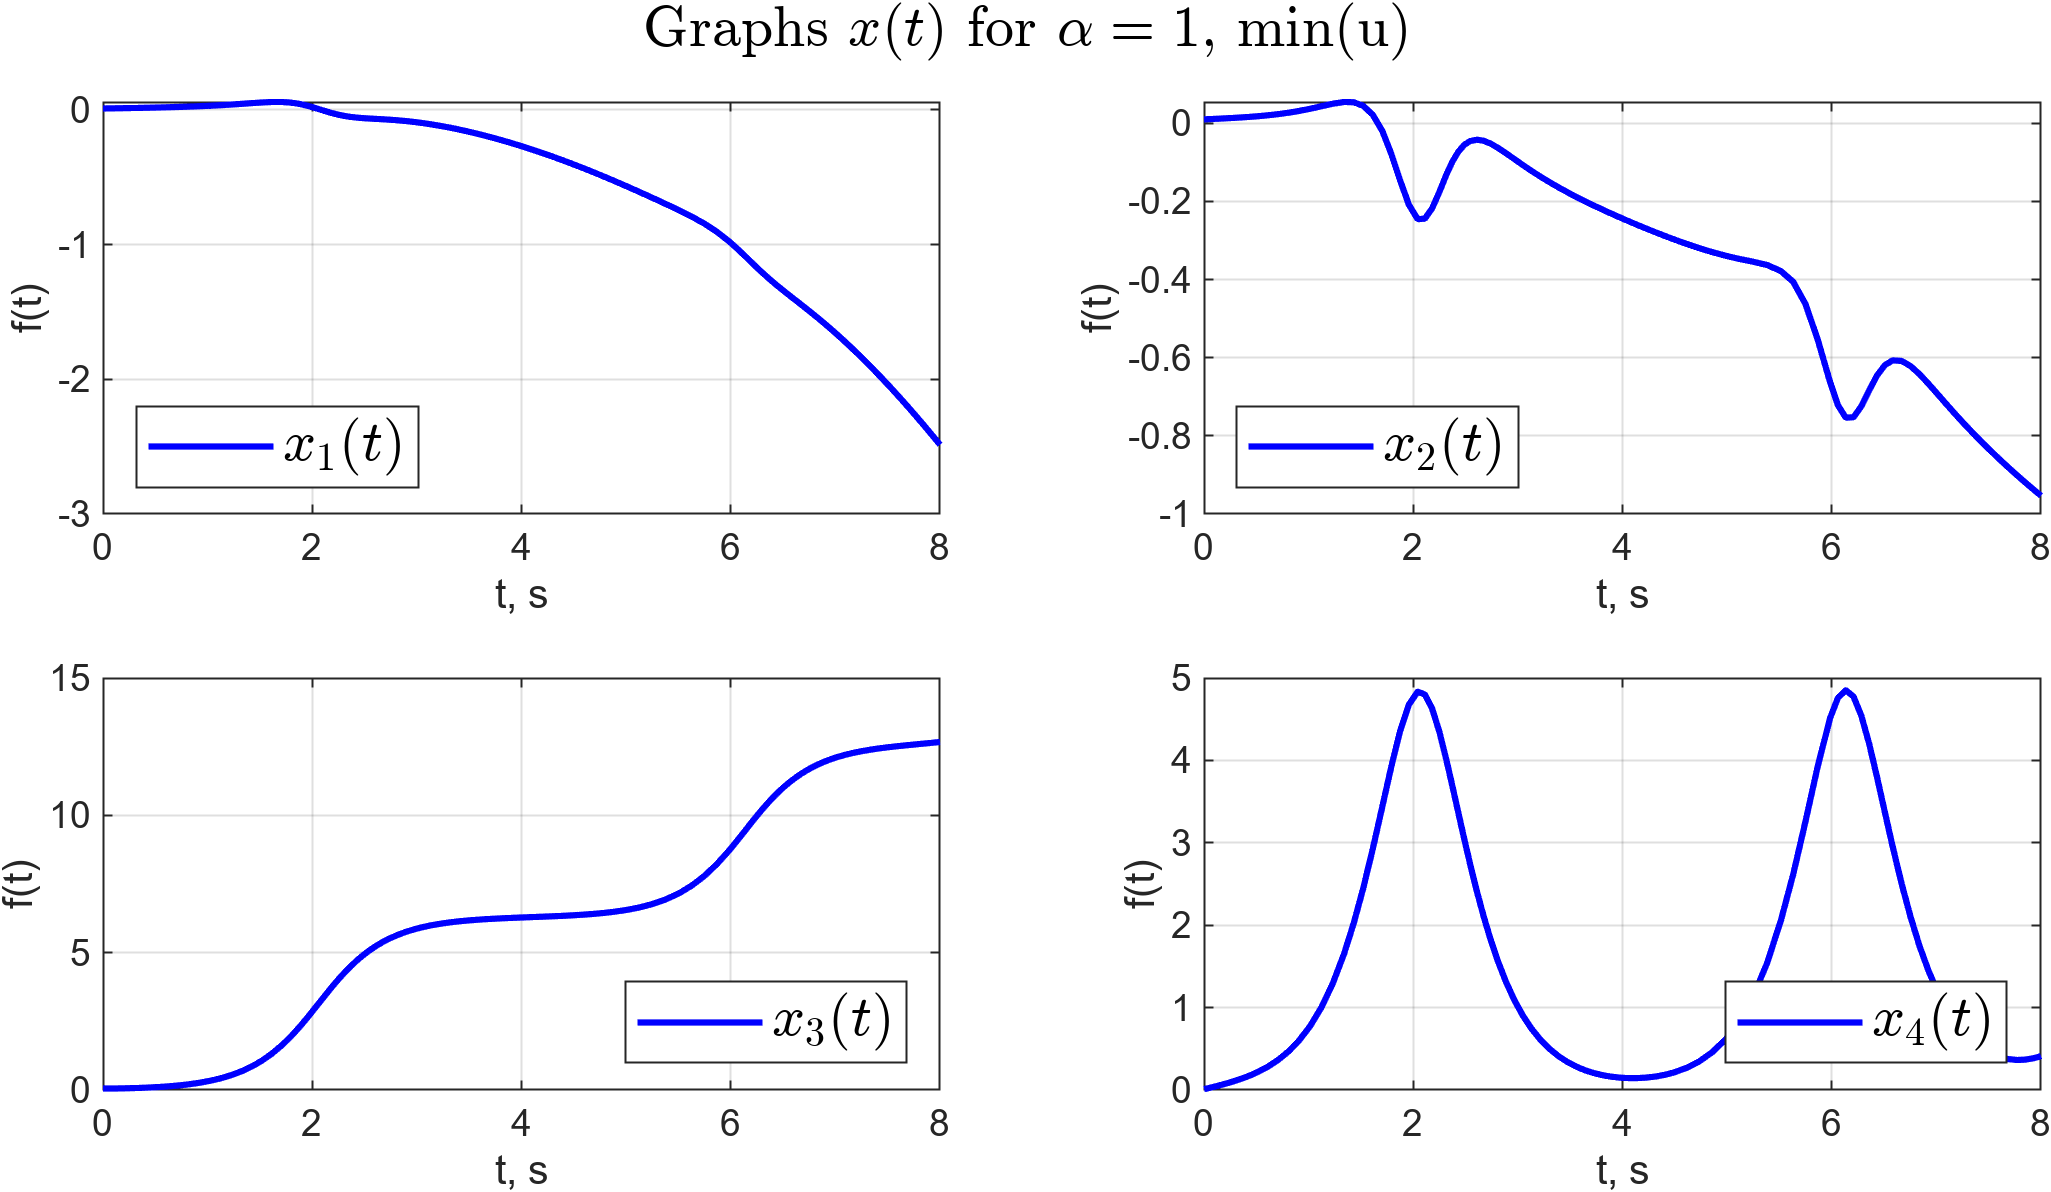 Graphs x(t) for α = 1, min(u)
0
-1
-2
-3
f(t)
x₁(t)
0 2 4 6 8
t, s
0
-0.2
-0.4
-0.6
-0.8
-1
f(t)
x₂(t)
0 2 4 6 8
t, s
15
10
5
0
f(t)
x₃(t)
0 2 4 6 8
t, s
5
4
3
2
1
0
f(t)
x₄(t)
0 2 4 6 8
t, s